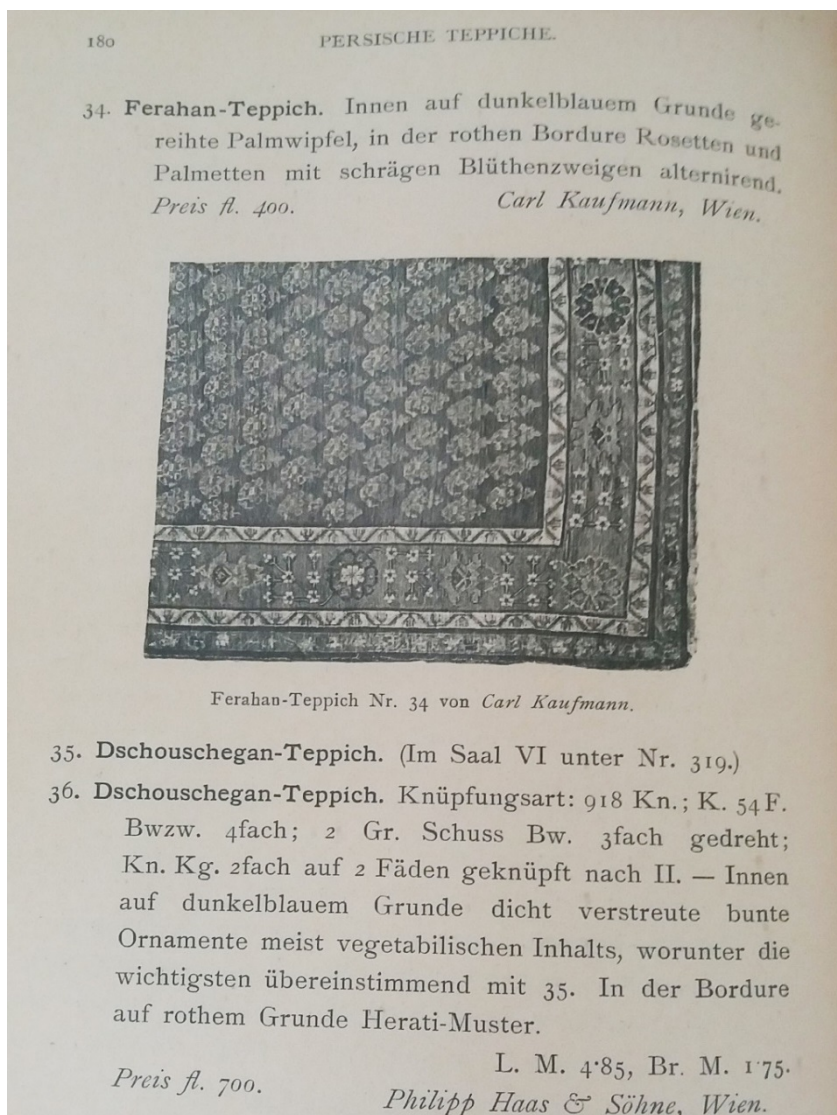 180
PERSISCHE TEPPICHE.
34. Ferahan-Teppich. Innen auf dunkelblauem Grunde ge-
reihte Palmwipfel, in der rothen Bordure Rosetten und
Palmetten mit schrägen Blüthenzweigen alternirend.
Preis fl. 400.
Carl Kaufmann, Wien.
Ferahan-Teppich Nr. 34 von Carl Kaufmann.
35. Dschouschegan-Teppich. (Im Saal VI unter Nr. 319.)
36. Dschouschegan-Teppich. Knüpfungsart: 918 Kn.; K. 54 F.
Bwzw. 4fach; 2 Gr. Schuss Bw. 3fach gedreht;
Kn. Kg. 2fach auf 2 Fäden geknüpft nach II. — Innen
auf dunkelblauem Grunde dicht verstreute bunte
Ornamente meist vegetabilischen Inhalts, worunter die
wichtigsten übereinstimmend mit 35. In der Bordure
auf rothem Grunde Herati-Muster.
L. M. 4·85, Br. M. 1·75.
Preis fl. 700.
Philipp Haas & Söhne, Wien.